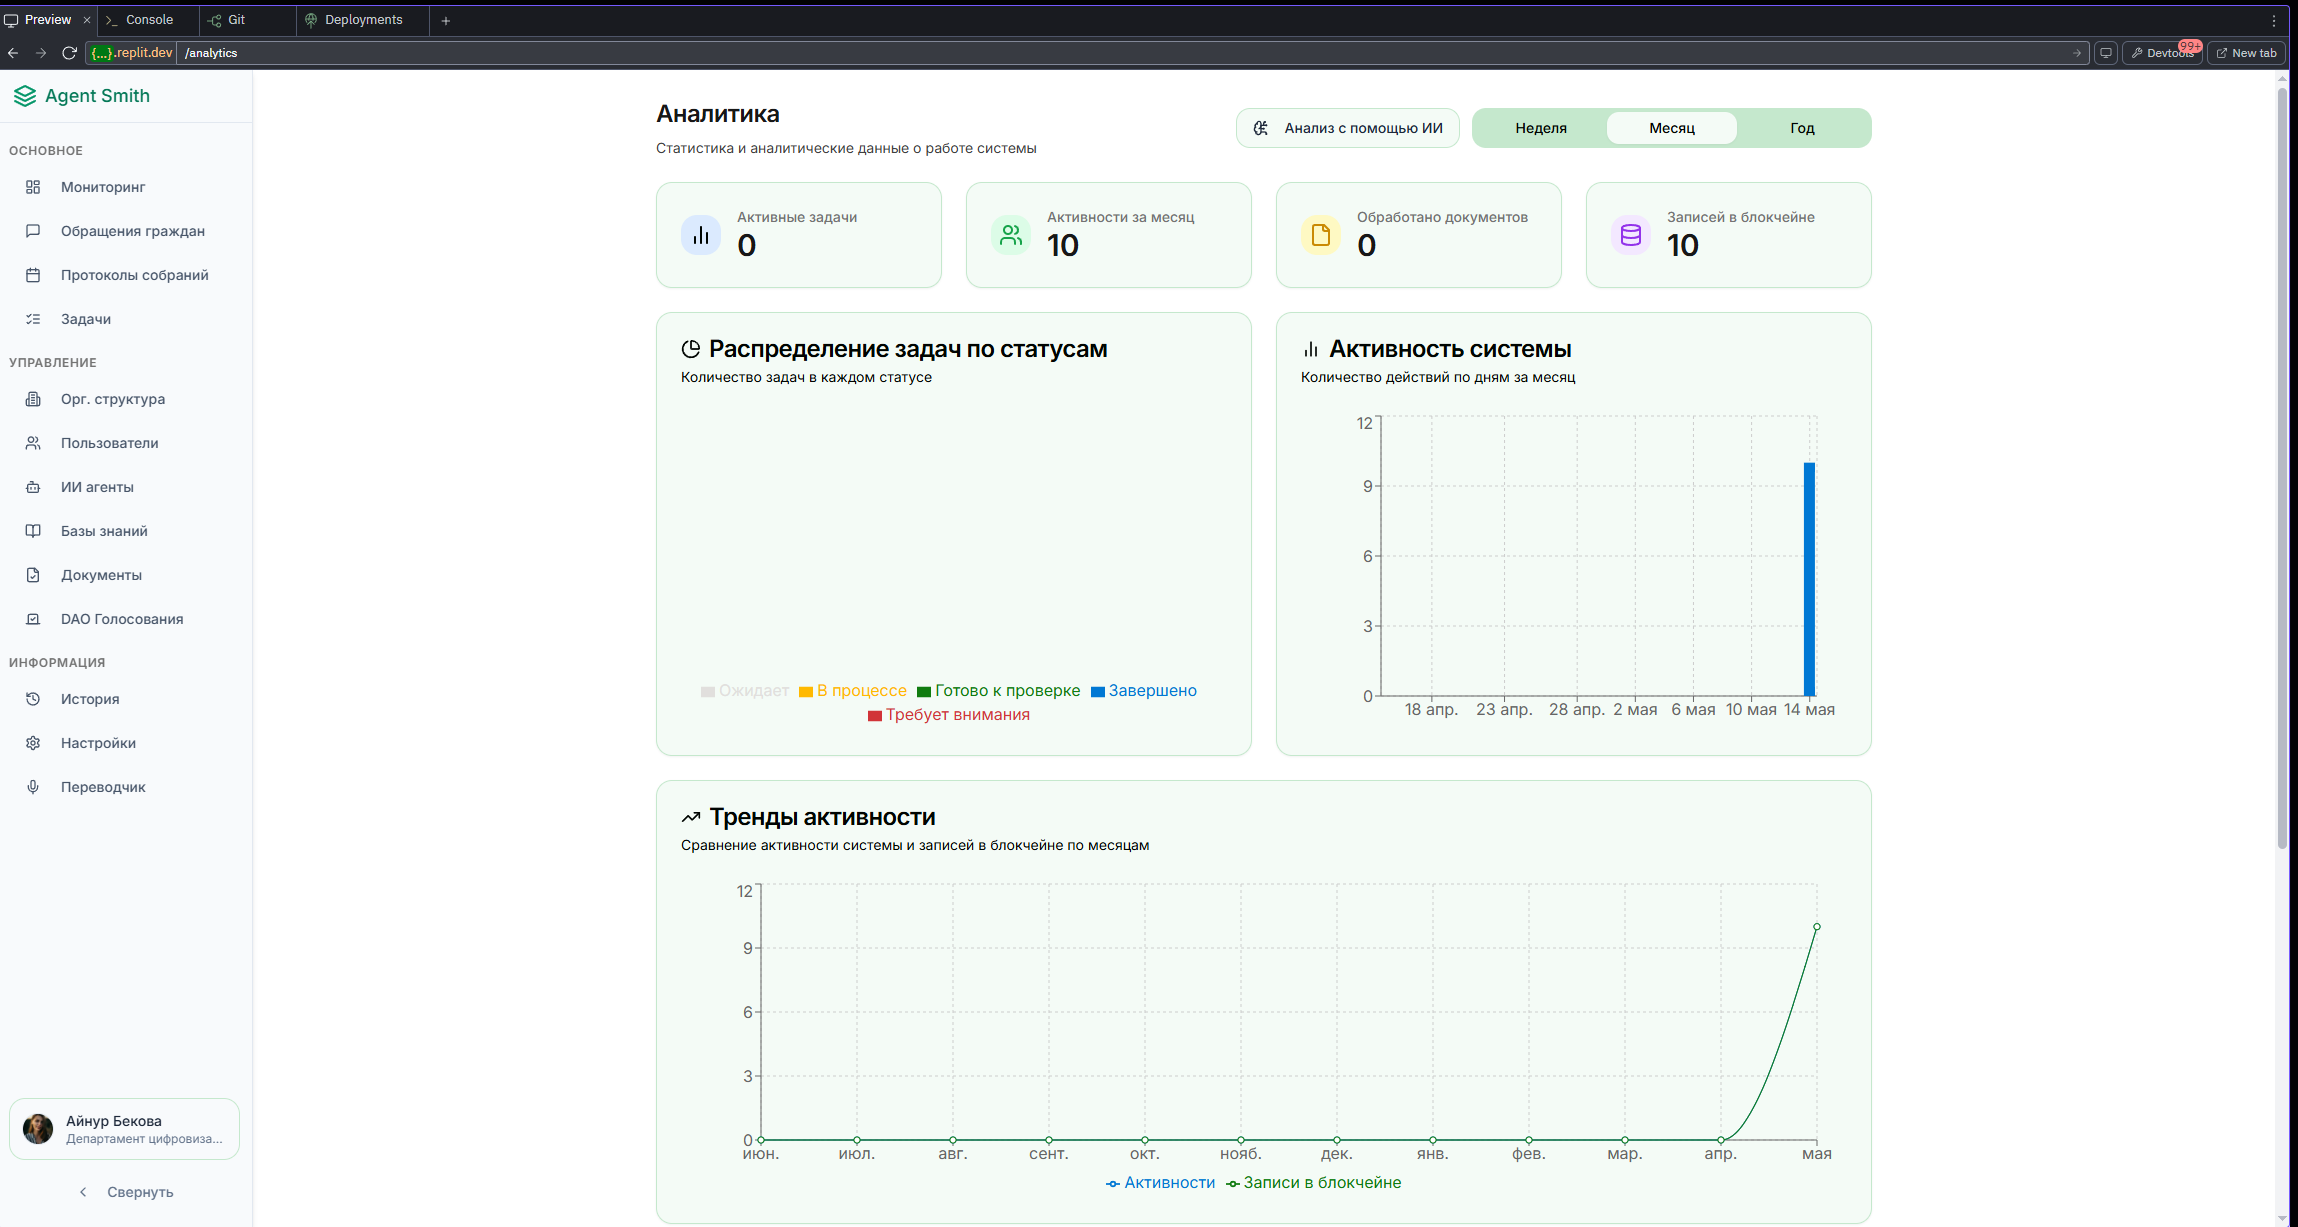 Preview
Console
Git
Deployments
{...}.replit.dev
/analytics
99+
Devtools
New tab
Agent Smith
ОСНОВНОЕ
Мониторинг
Обращения граждан
Протоколы собраний
Задачи
УПРАВЛЕНИЕ
Орг. структура
Пользователи
ИИ агенты
Базы знаний
Документы
DAO Голосования
ИНФОРМАЦИЯ
История
Настройки
Переводчик
Айнур Бекова
Департамент цифровиза...
Свернуть
Аналитика
Статистика и аналитические данные о работе системы
Анализ с помощью ИИ
Неделя
Месяц
Год
Активные задачи
0
Активности за месяц
10
Обработано документов
0
Записей в блокчейне
10
Распределение задач по статусам
Количество задач в каждом статусе
Ожидает В процессе Готово к проверке Завершено
Требует внимания
Активность системы
Количество действий по дням за месяц
12
9
6
3
0
18 апр. 23 апр. 28 апр. 2 мая 6 мая 10 мая 14 мая
Тренды активности
Сравнение активности системы и записей в блокчейне по месяцам
12
9
6
3
0
июн. июл. авг. сент. окт. нояб. дек. янв. фев. мар. апр. мая
Активности Записи в блокчейне